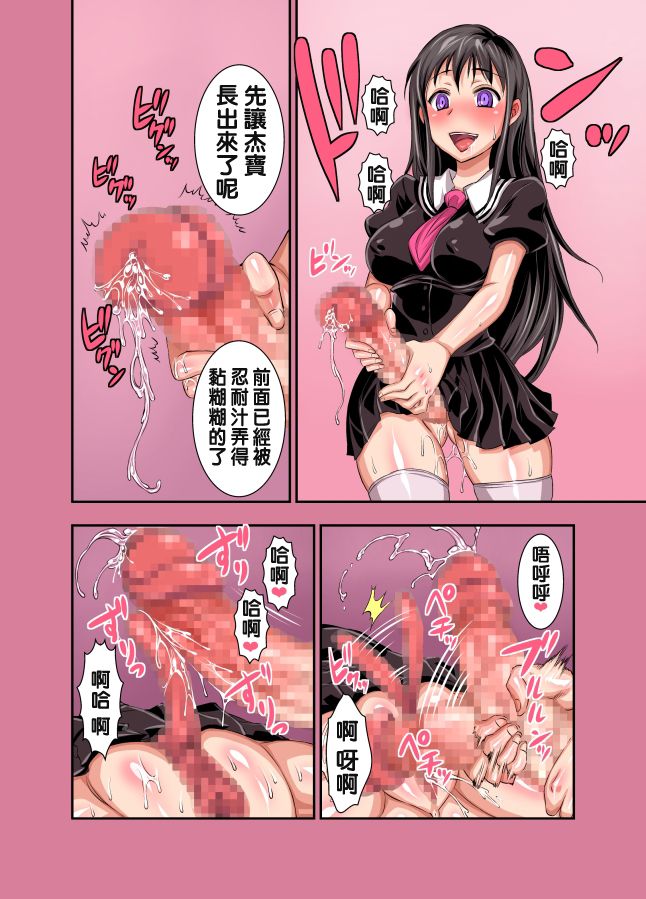 哈啊
哈啊
哈啊
ビンッ
先讓杰寶
長出來了呢
ビグンッ
ビグッ
ビグンッ
前面已經被
忍耐汁弄得
黏糊糊的了
唔呼呼♥
ブルルンッ
ペチッ
ペチッ
ビグッ
啊呀啊
哈啊♥
哈啊♥
ずりっ
ずりっ
啊哈啊